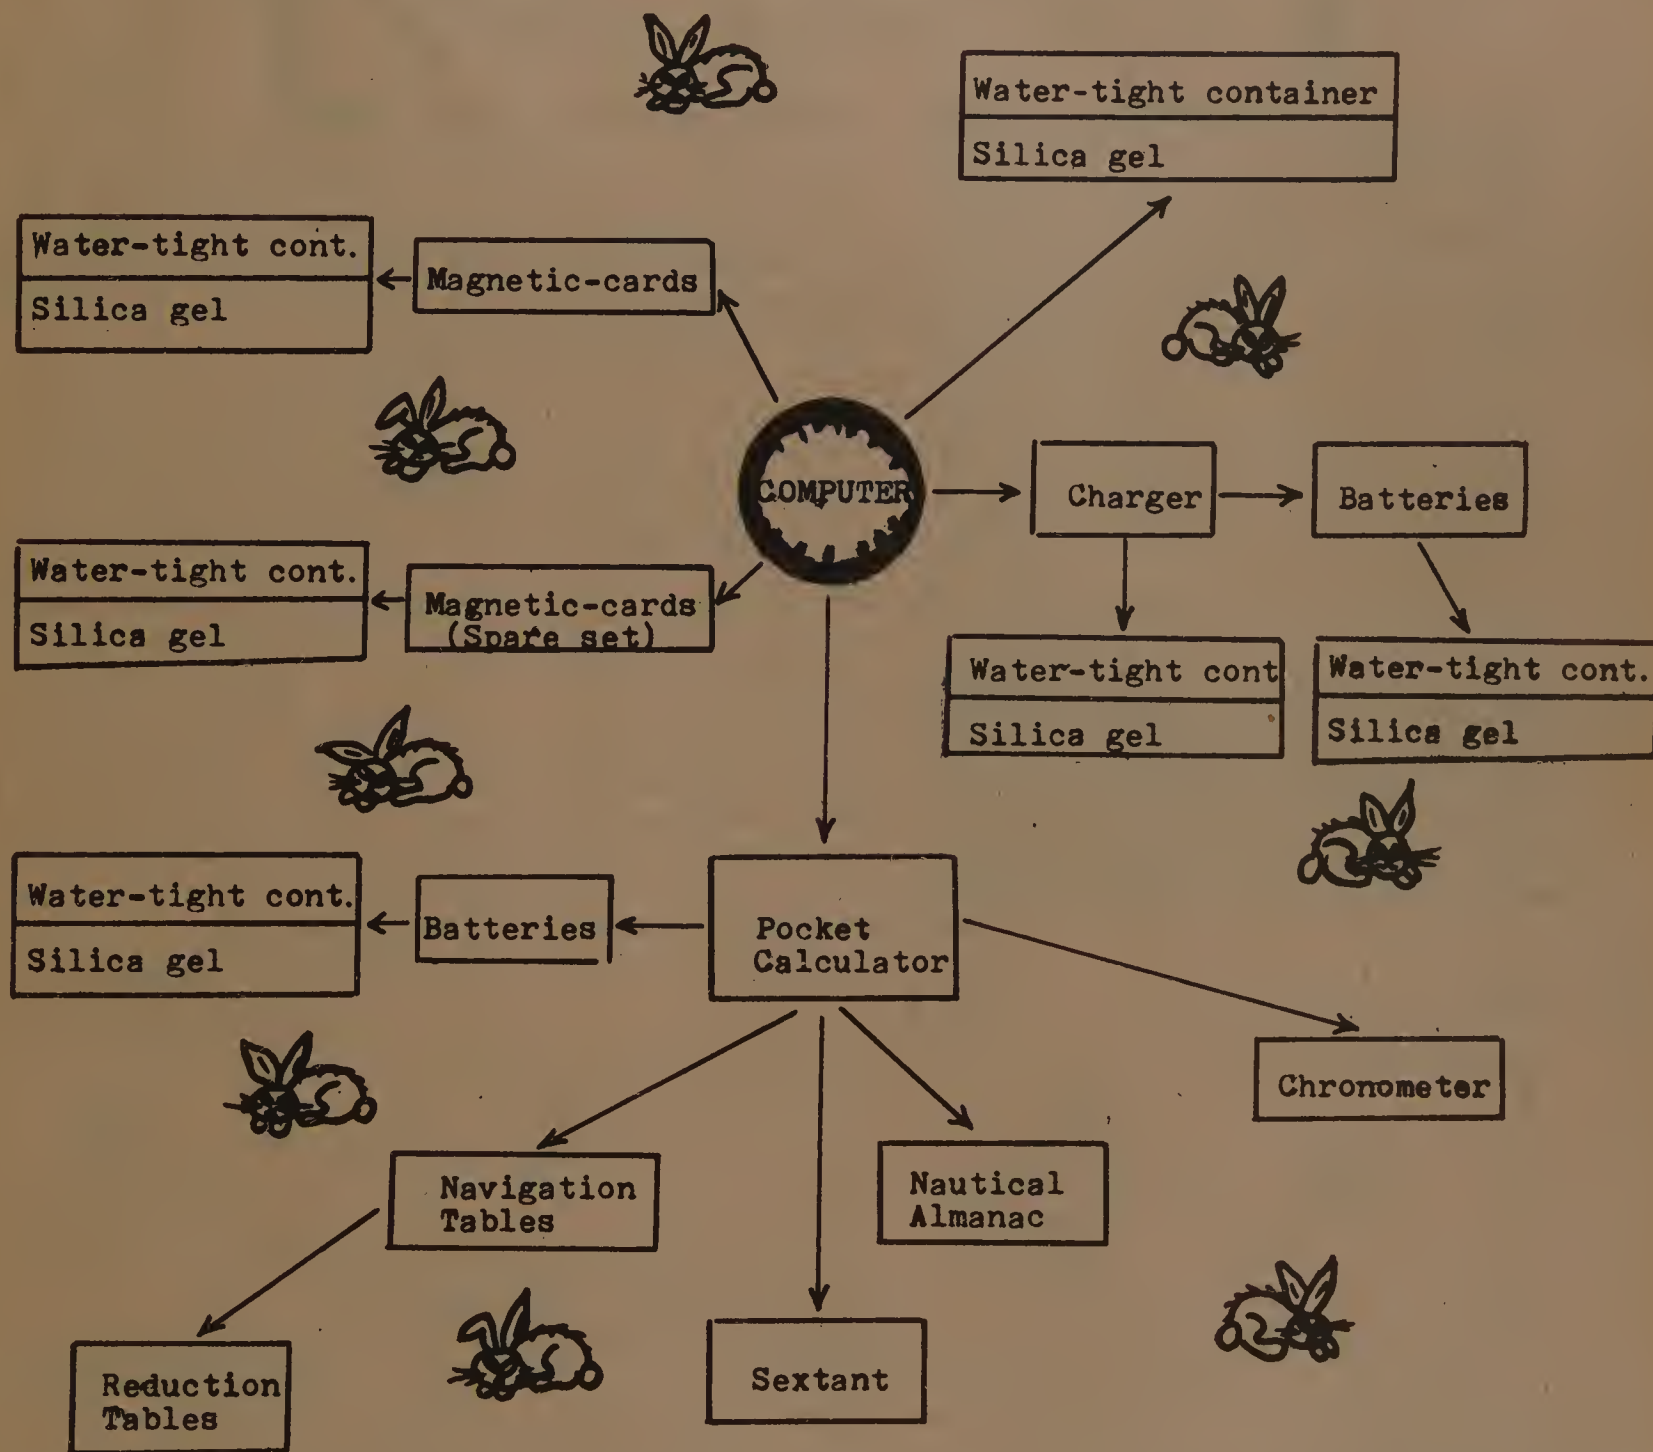 Water-tight container
Silica gel
Water-tight cont.
Silica gel
Magnetic-cards
COMPUTER
Charger
Batteries
Water-tight cont.
Silica gel
Magnetic-cards
(Spare set)
Water-tight cont
Silica gel
Water-tight cont.
Silica gel
Water-tight cont.
Silica gel
Batteries
Pocket
Calculator
Chronometer
Navigation
Tables
Nautical
Almanac
Reduction
Tables
Sextant